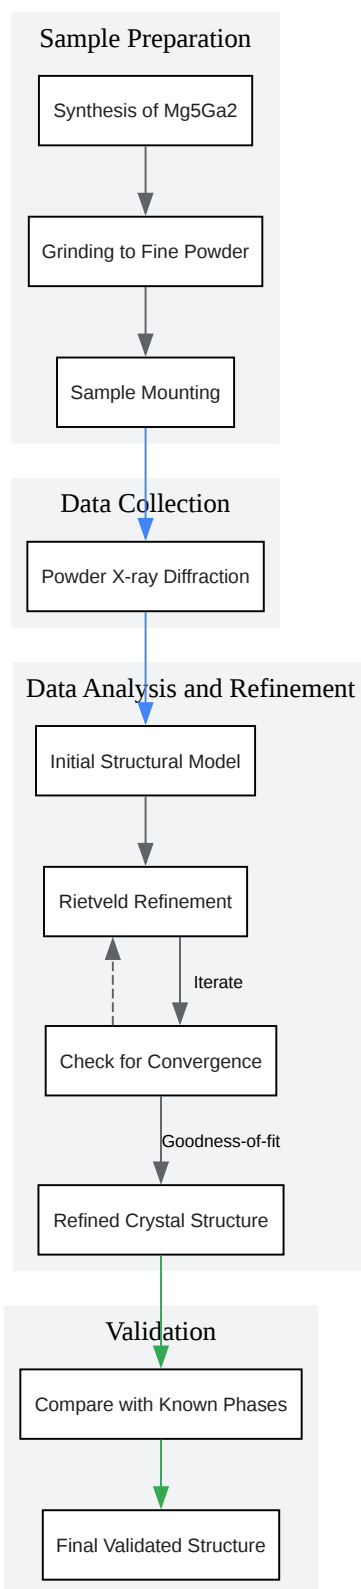 Sample Preparation
Synthesis of Mg5Ga2
Grinding to Fine Powder
Sample Mounting
Data Collection
Powder X-ray Diffraction
Data Analysis and Refinement
Initial Structural Model
Rietveld Refinement
Iterate
Check for Convergence
Goodness-of-fit
Refined Crystal Structure
Validation
Compare with Known Phases
Final Validated Structure